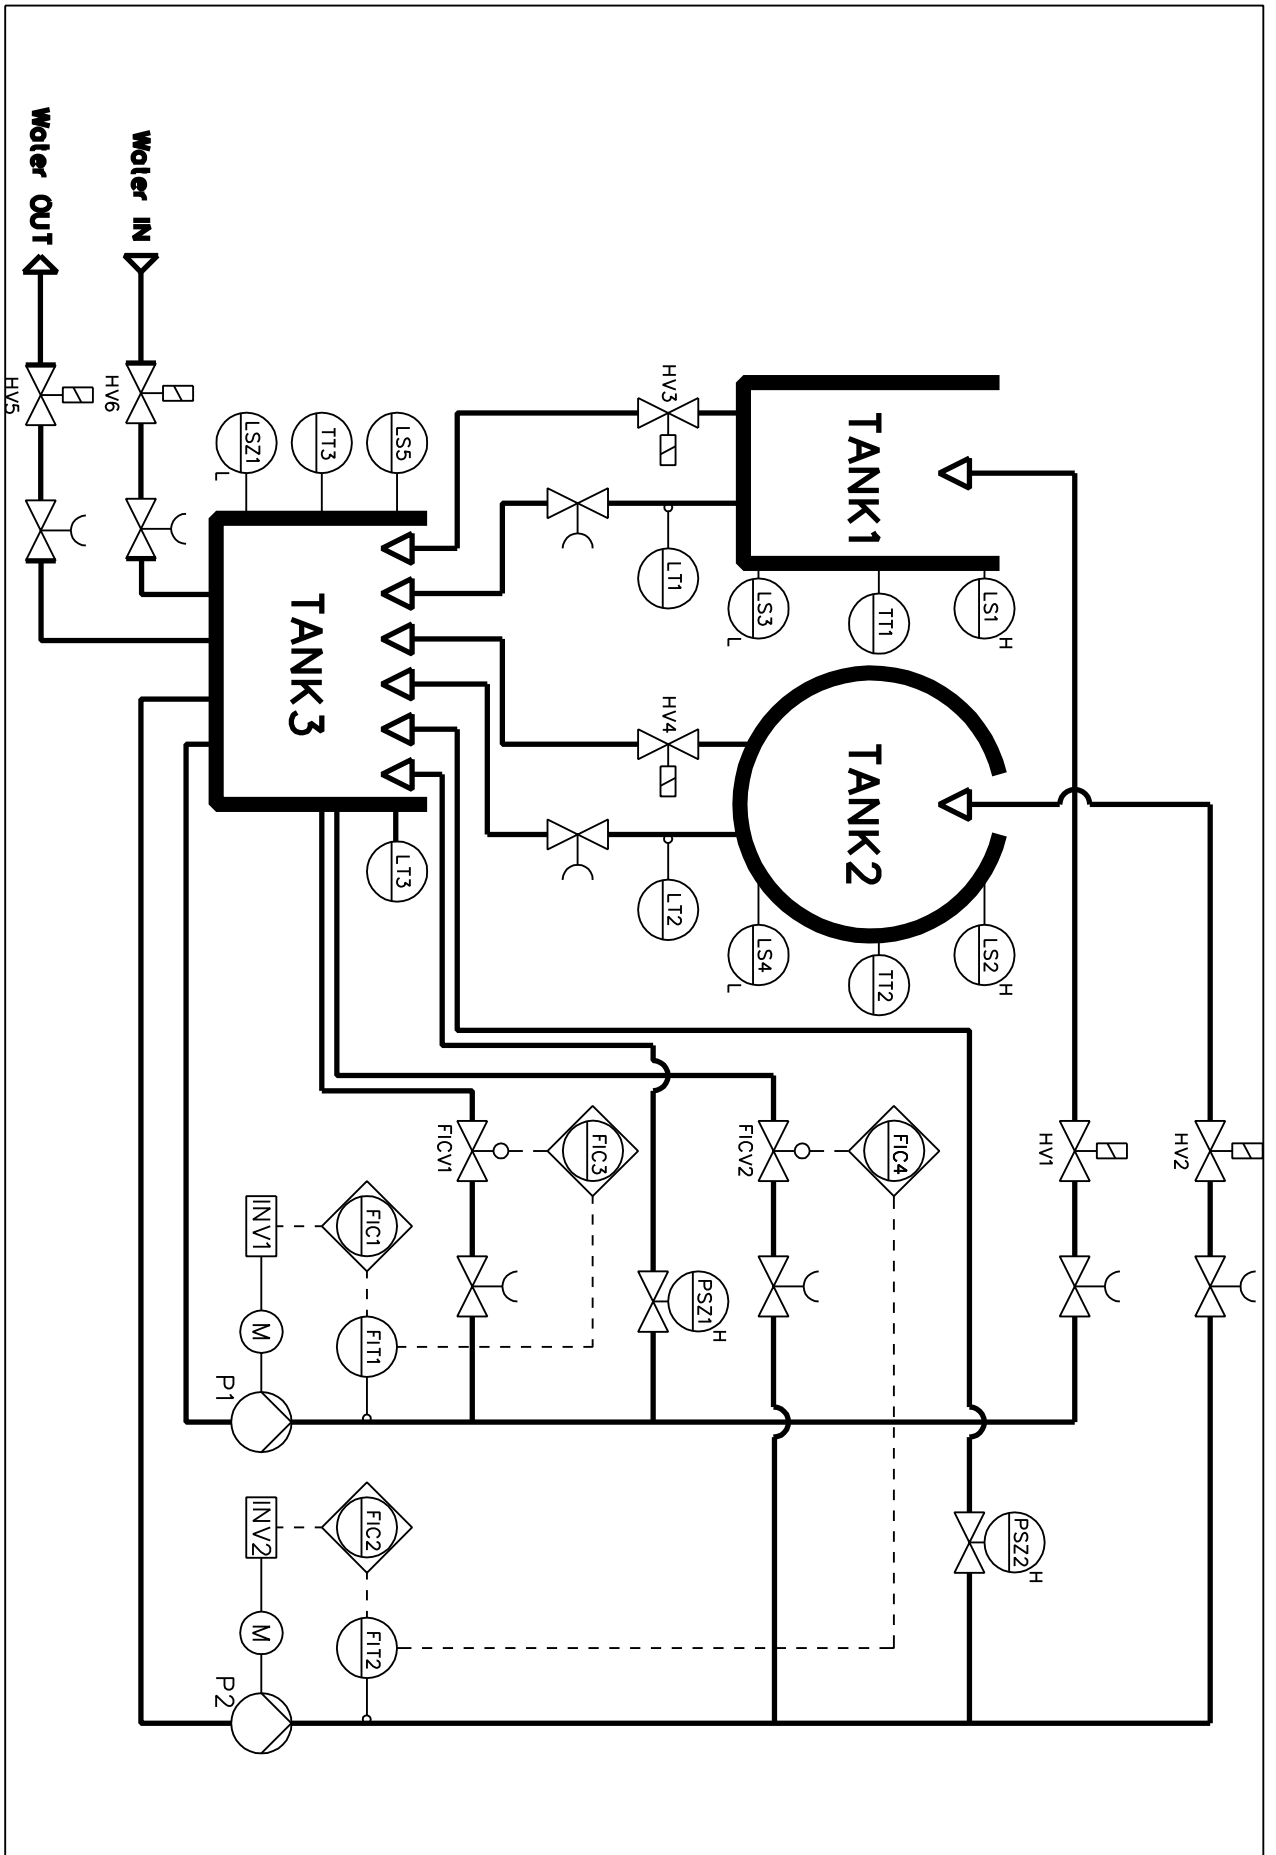 HV2
HV1
H
PSZ2
H
LS1
H
LS2
FIC4
TANK1
TT1
TANK2
TT2
LS3
L
LS4
L
FICV2
H
PSZ1
HV3
LT1
HV4
LT2
FIC3
FICV1
LS5
LT3
FIC1
FIT1
FIC2
FIT2
TT3
TANK3
LSZ1
L
INV1
M
INV2
M
P1
P2
Water IN
HV6
Water OUT
HV5